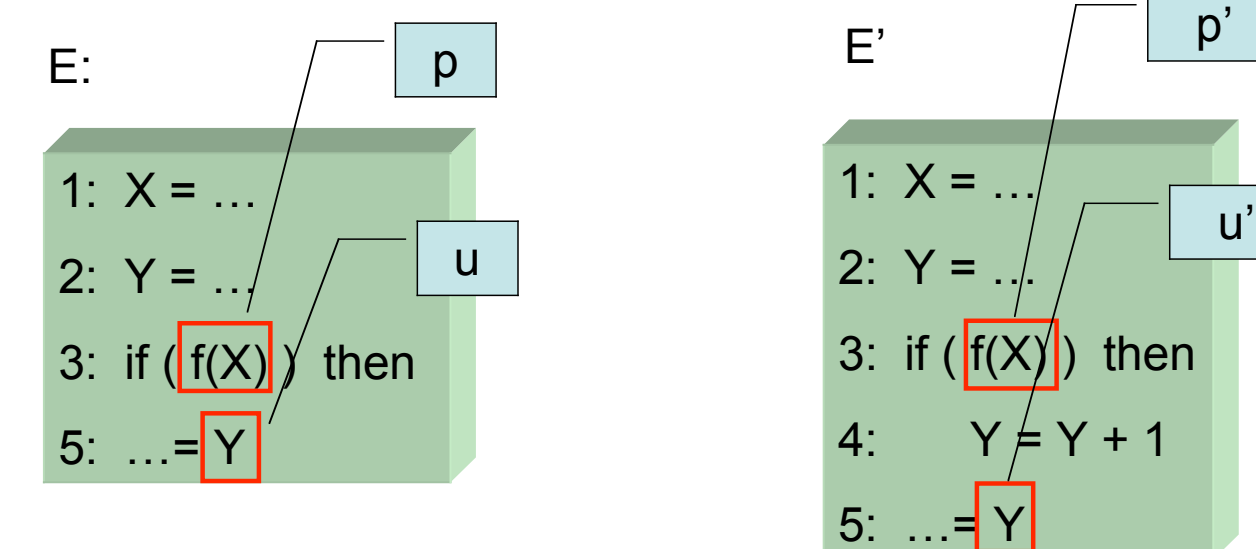 E:
p
1: X = …
2: Y = …
u
3: if ( f(X) ) then
5: …= Y
E’
p’
1: X = …
u’
2: Y = …
3: if ( f(X) ) then
4: Y = Y + 1
5: …= Y